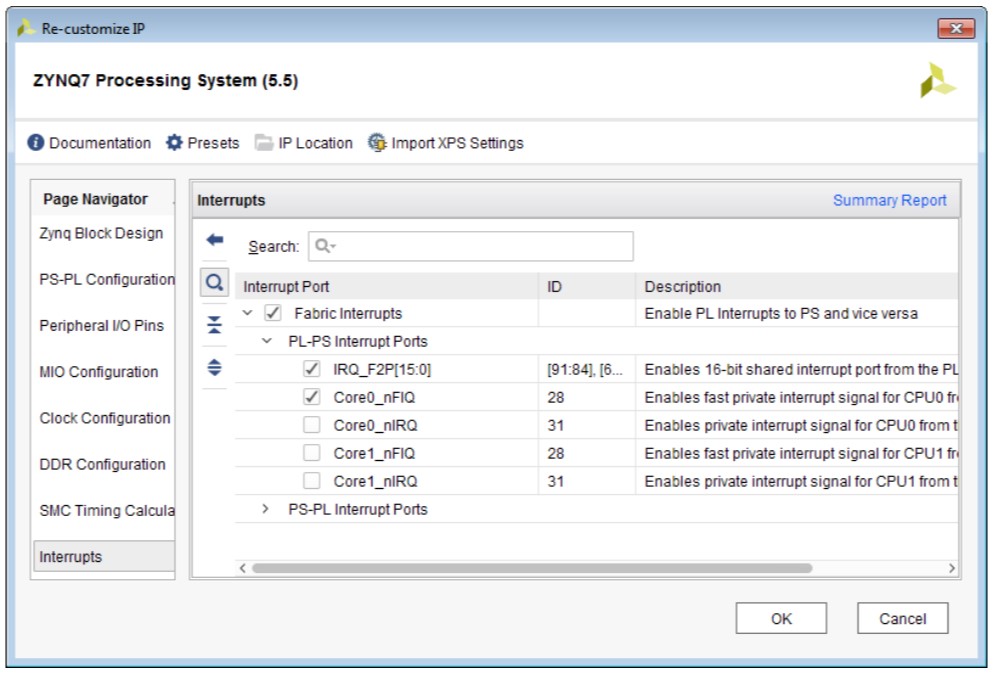 Re-customize IP
ZYNQ7 Processing System (5.5)
Documentation Presets IP Location Import XPS Settings
Page Navigator
Zynq Block Design
PS-PL Configuration
Peripheral I/O Pins
MIO Configuration
Clock Configuration
DDR Configuration
SMC Timing Calcula
Interrupts
Interrupts Summary Report
Search:
Interrupt Port ID Description
Fabric Interrupts Enable PL Interrupts to PS and vice versa
PL-PS Interrupt Ports
IRQ_F2P[15:0] [91:84], [6... Enables 16-bit shared interrupt port from the PL
Core0_nFIQ 28 Enables fast private interrupt signal for CPU0 fr
Core0_nIRQ 31 Enables private interrupt signal for CPU0 from t
Core1_nFIQ 28 Enables fast private interrupt signal for CPU1 fr
Core1_nIRQ 31 Enables private interrupt signal for CPU1 from t
PS-PL Interrupt Ports
OK Cancel